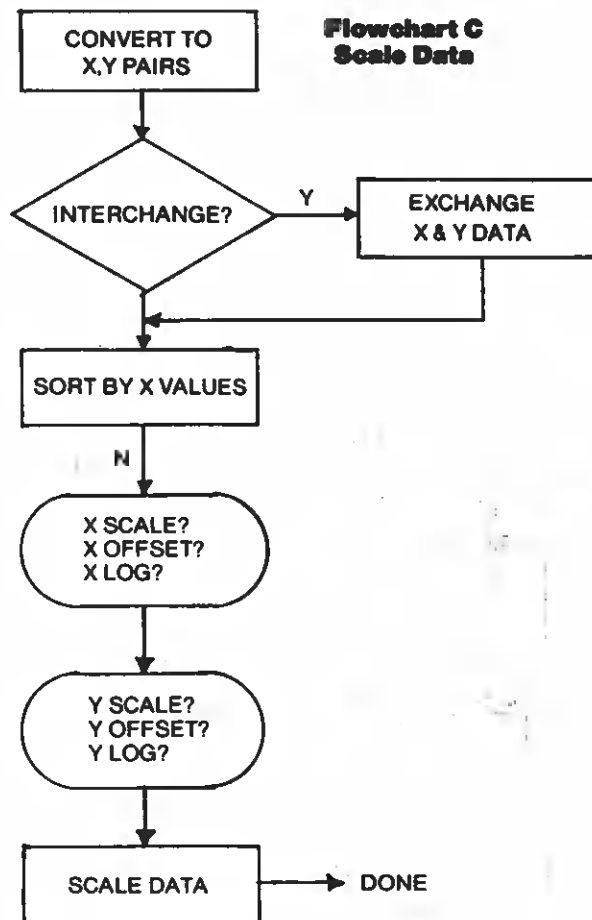 Flowchart C
Scale Data
CONVERT TO
X,Y PAIRS
INTERCHANGE?
Y
EXCHANGE
X & Y DATA
SORT BY X VALUES
N
X SCALE?
X OFFSET?
X LOG?
Y SCALE?
Y OFFSET?
Y LOG?
SCALE DATA
DONE